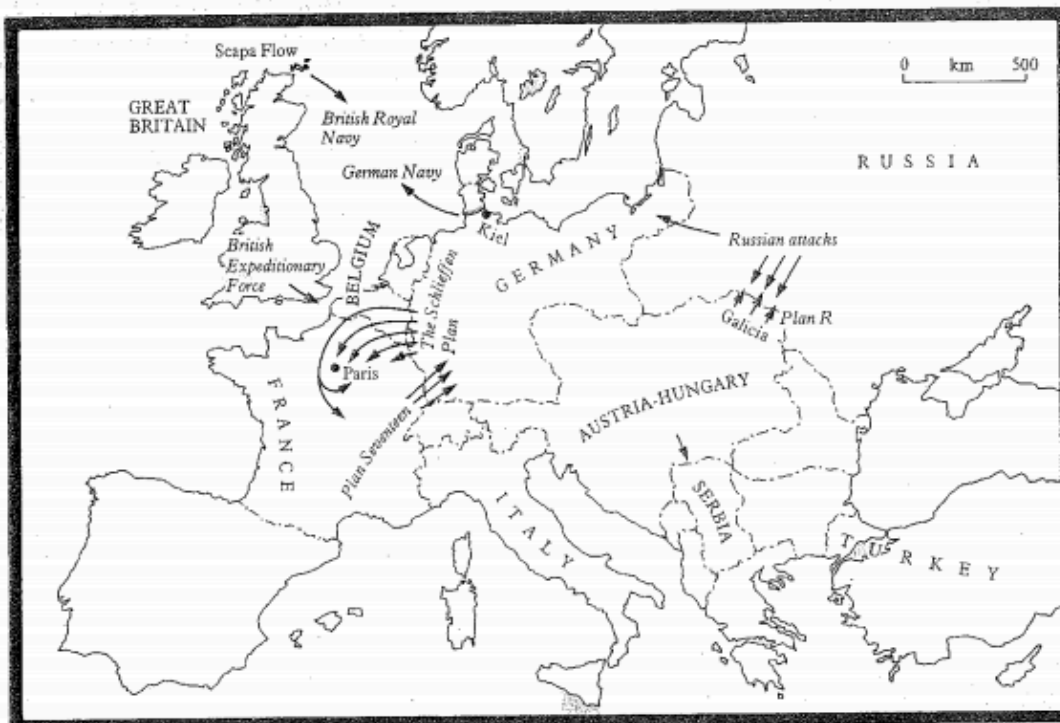 Scapa Flow
0 km 500
GREAT
BRITAIN
British Royal
Navy
RUSSIA
German Navy
Kiel
BELGIUM
GERMANY
Russian attacks
British
Expeditionary
Force
The Schlieffen
Plan
Galicia
Plan R
Paris
FRANCE
Plan Seventeen
AUSTRIA-HUNGARY
SERBIA
ITALY
TURKEY